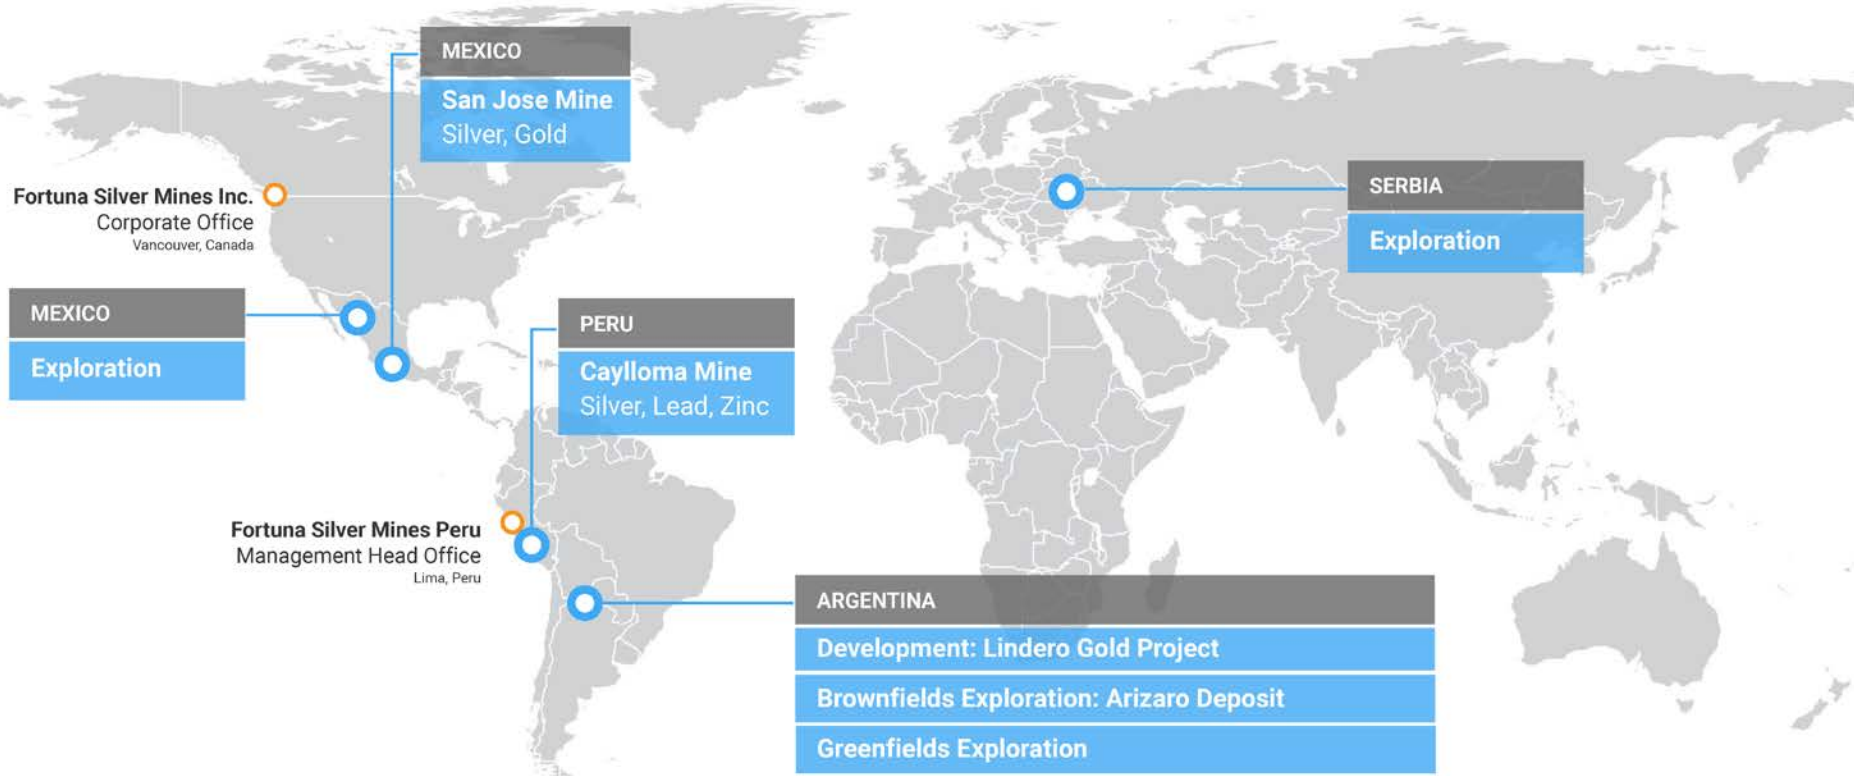 MEXICO
San Jose Mine
Silver, Gold
Fortuna Silver Mines Inc.
Corporate Office
Vancouver, Canada
SERBIA
Exploration
MEXICO
Exploration
PERU
Caylloma Mine
Silver, Lead, Zinc
Fortuna Silver Mines Peru
Management Head Office
Lima, Peru
ARGENTINA
Development: Lindero Gold Project
Brownfields Exploration: Arizaro Deposit
Greenfields Exploration